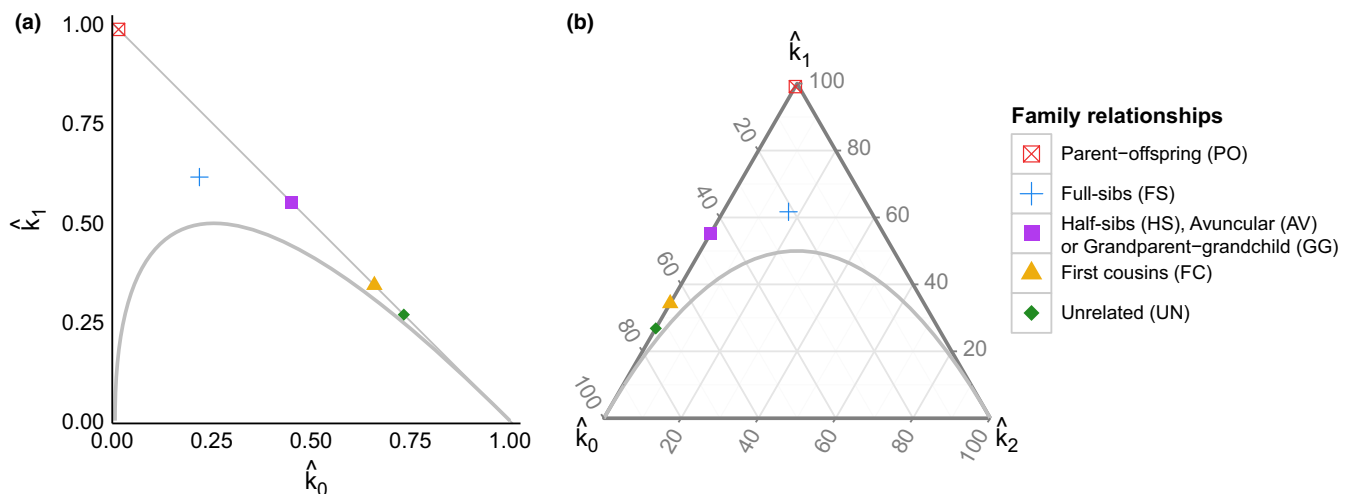 (a)
1.00
0.75
0.50
0.25
0.00
k̂1
0.00 0.25 0.50 0.75 1.00
k̂0
(b)
k̂1
100
80
60
40
20
20
40
60
80
100
k̂0
20 40 60 80 100
k̂2
Family relationships
Parent−offspring (PO)
Full-sibs (FS)
Half-sibs (HS), Avuncular (AV)
or Grandparent−grandchild (GG)
First cousins (FC)
Unrelated (UN)